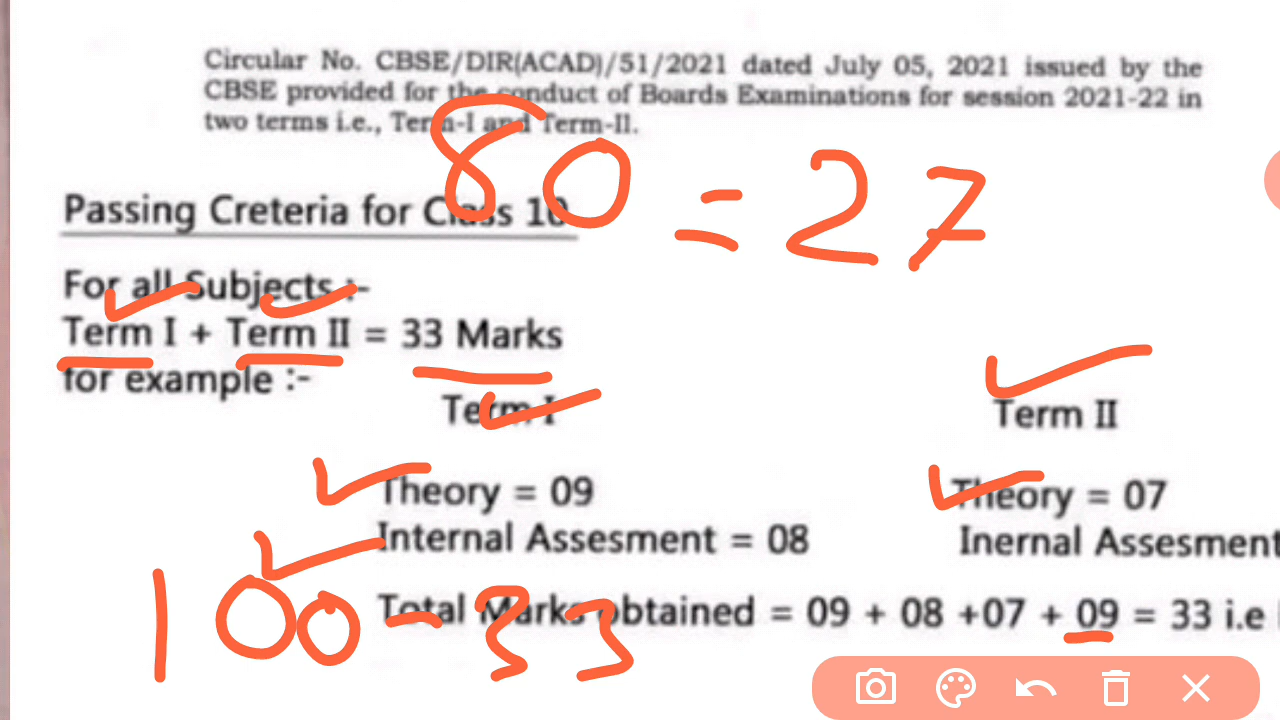 Circular No. CBSE/DIR(ACAD)/51/2021 dated July 05, 2021 issued by the
CBSE provided for the conduct of Boards Examinations for session 2021-22 in
two terms i.e., Term-I and Term-II.
80 = 27
Passing Creteria for Class 10
For all Subjects :-
Term I + Term II = 33 Marks
for example :-
Term I Term II
Theory = 09 Theory = 07
Internal Assesment = 08 Inernal Assesment
Total Marks obtained = 09 + 08 +07 + 09 = 33 i.e
100 - 33